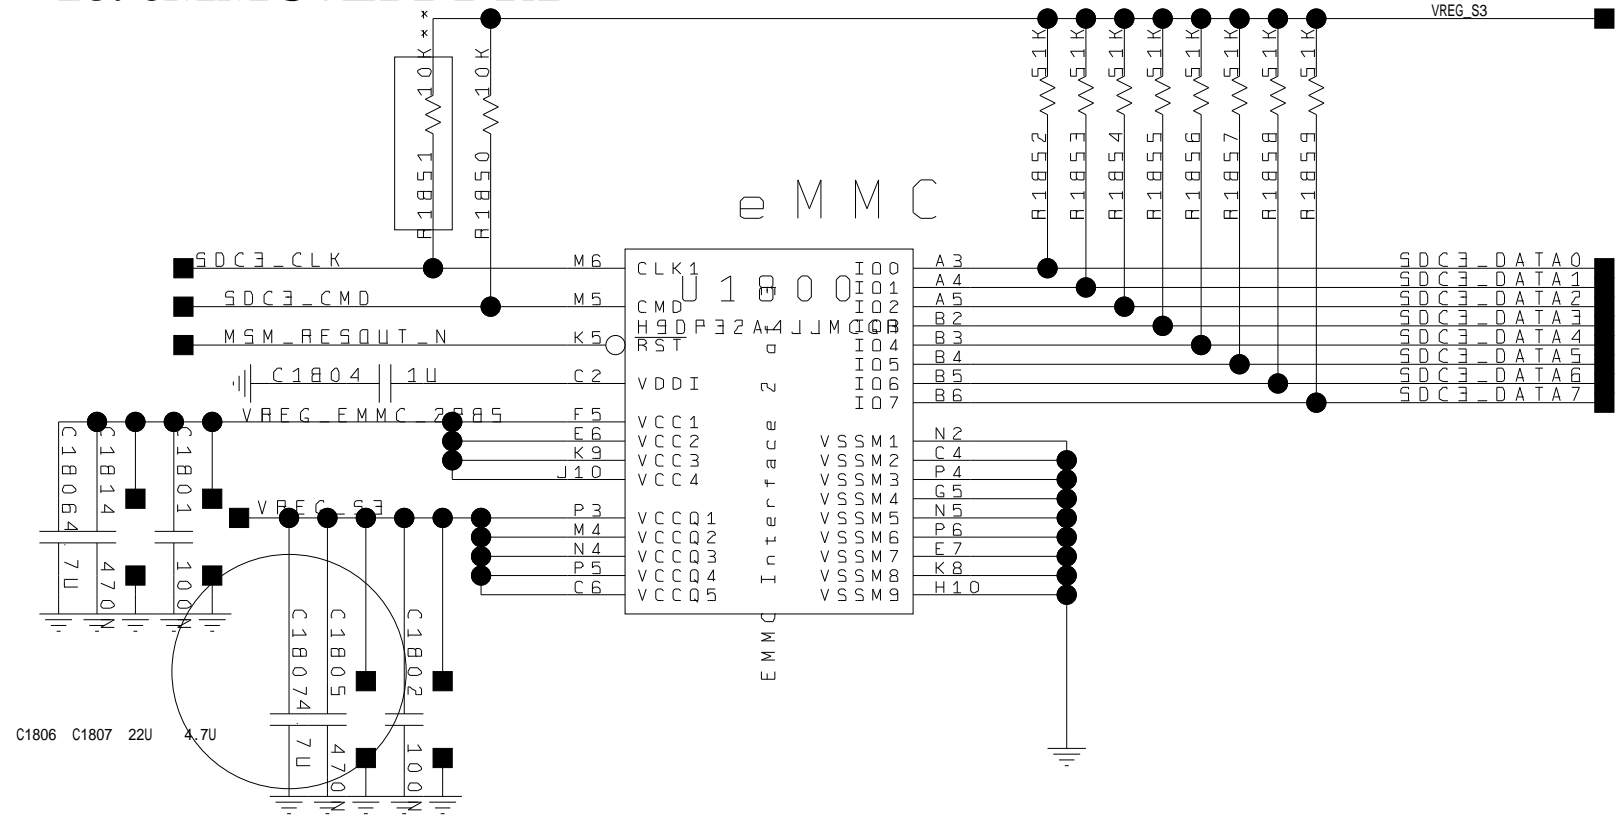 VREG_S3
**
R1851 10K
R1850 10K
R1852 51K
R1853 51K
R1854 51K
R1855 51K
R1856 51K
R1857 51K
R1858 51K
R1859 51K
eMMC
SDC3_CLK M6 CLK1
SDC3_CMD M5 CMD
MSM_RESOUT_N K5 RST
C1804 1U C2 VDDI
VREG_EMMC_2P85 F5 VCC1
E6 VCC2
K9 VCC3
J10 VCC4
VREG_S3 P3 VCCQ1
M4 VCCQ2
N4 VCCQ3
P5 VCCQ4
C6 VCCQ5
U1800
H9DP32A4JJMCGR
EMMC Interface 2 of 3
IO0 A3 SDC3_DATA0
IO1 A4 SDC3_DATA1
IO2 A5 SDC3_DATA2
IO3 B2 SDC3_DATA3
IO4 B3 SDC3_DATA4
IO5 B4 SDC3_DATA5
IO6 B5 SDC3_DATA6
IO7 B6 SDC3_DATA7
VSSM1 N2
VSSM2 C4
VSSM3 P4
VSSM4 G5
VSSM5 N5
VSSM6 P6
VSSM7 E7
VSSM8 K8
VSSM9 H10
C1806 4.7U
C1814 470N
C1801 100N
C1807 4.7U
C1805 470N
C1802 100N
C1806 C1807 22U 4.7U